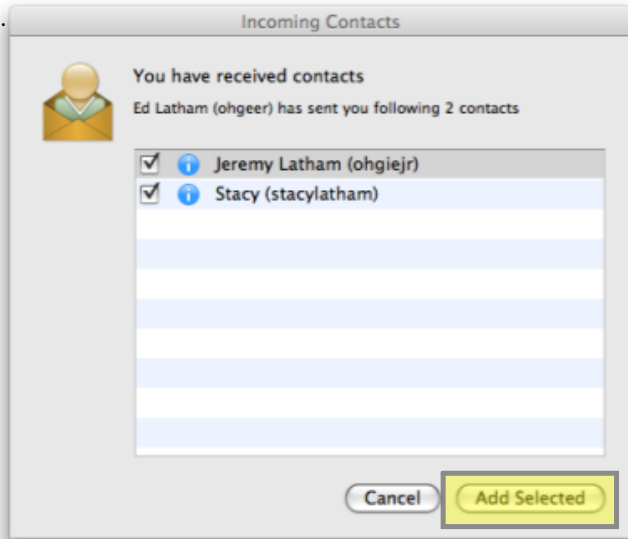 Incoming Contacts
You have received contacts
Ed Latham (ohgeer) has sent you following 2 contacts
Jeremy Latham (ohgiejr)
Stacy (stacylatham)
Cancel Add Selected